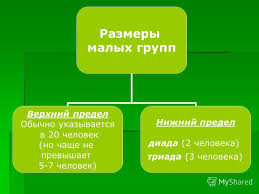 Размеры
малых групп
Верхний предел
Обычно указывается
в 20 человек
(но чаще не
превышает
5-7 человек)
Нижний предел
диада (2 человека)
триада (3 человека)
MyShared